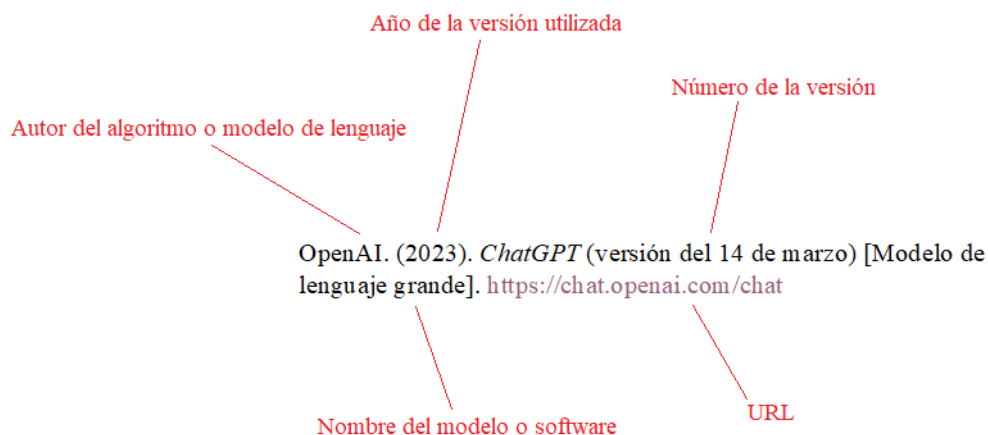 Año de la versión utilizada
Número de la versión
Autor del algoritmo o modelo de lenguaje
OpenAI. (2023). ChatGPT (versión del 14 de marzo) [Modelo de
lenguaje grande]. https://chat.openai.com/chat
URL
Nombre del modelo o software